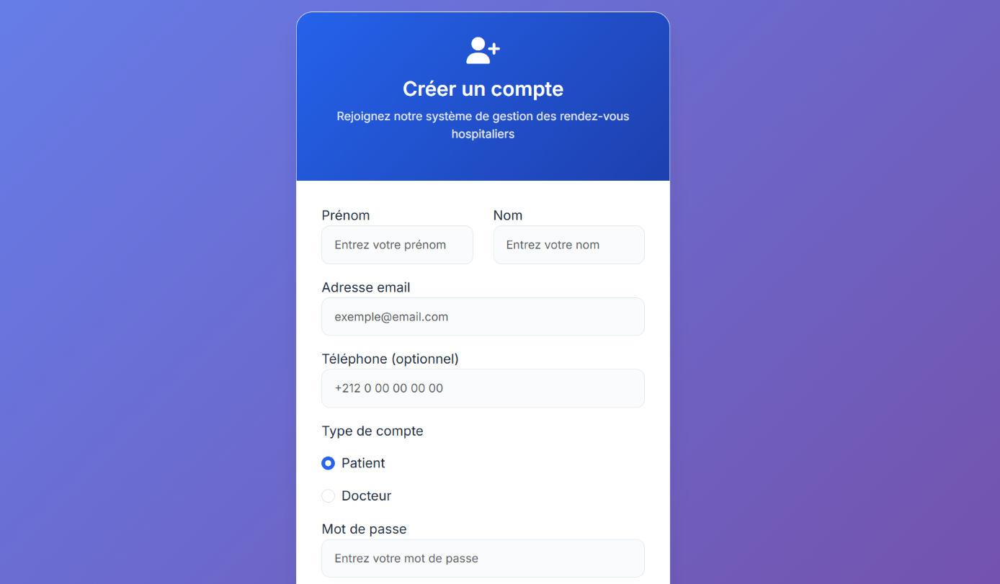 Créer un compte
Rejoignez notre système de gestion des rendez-vous
hospitaliers
Prénom
Nom
Entrez votre prénom
Entrez votre nom
Adresse email
exemple@email.com
Téléphone (optionnel)
+212 0 00 00 00 00
Type de compte
Patient
Docteur
Mot de passe
Entrez votre mot de passe